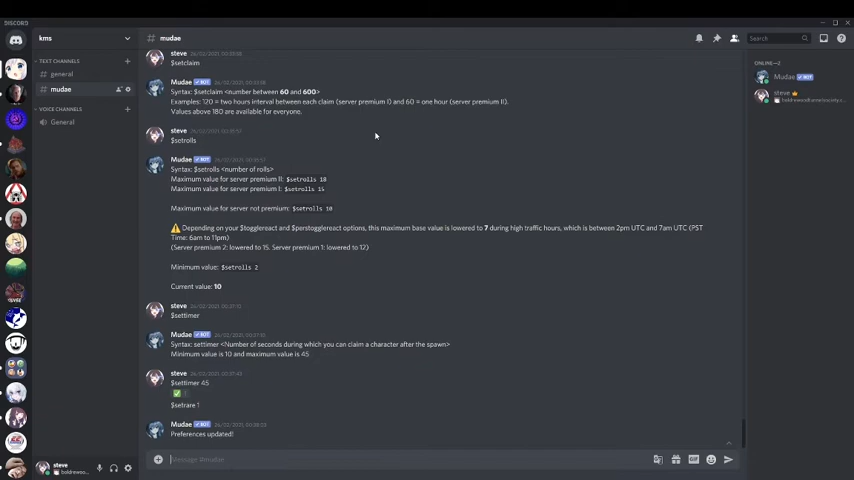 DISCORD
kms
# mudae
Search
TEXT CHANNELS
general
mudae
VOICE CHANNELS
General
steve
$setclaim
Mudae BOT
Syntax: $setclaim <number between 60 and 600>
Examples: 120 = two hours interval between each claim (server premium I) and 60 = one hour (server premium II).
Values above 180 are available for everyone.
steve
$setrolls
Mudae BOT
Syntax: $setrolls <number of rolls>
Maximum value for server premium II: $setrolls 18
Maximum value for server premium I: $setrolls 15
Maximum value for server not premium: $setrolls 10
Depending on your $togglereact and $perstogglereact options, this maximum base value is lowered to 7 during high traffic hours, which is between 2pm UTC and 7am UTC (PST
Time: 6am to 11pm)
(Server premium 2: lowered to 15. Server premium 1: lowered to 12)
Minimum value: $setrolls 2
Current value: 10
steve
$settimer
Mudae BOT
Syntax: settimer <Number of seconds during which you can claim a character after the spawn>
Minimum value is 10 and maximum value is 45
steve
$settimer 45
$setrare 1
Mudae BOT
Preferences updated!
Message #mudae
GIF
steve
ONLINE—2
Mudae BOT
steve